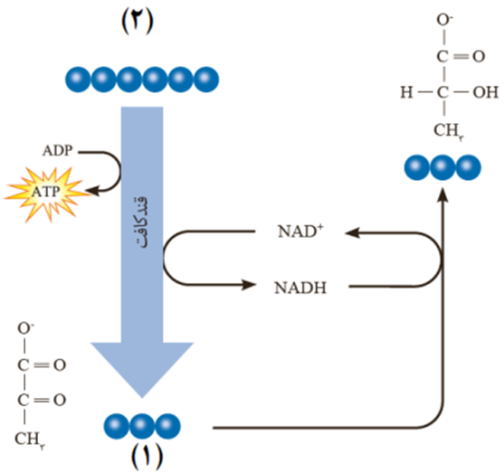 (۲)
ADP
ATP
قندکافت
NAD+
NADH
O-
C=O
H-C-OH
CH۳
O-
C=O
C=O
CH۳
(۱)